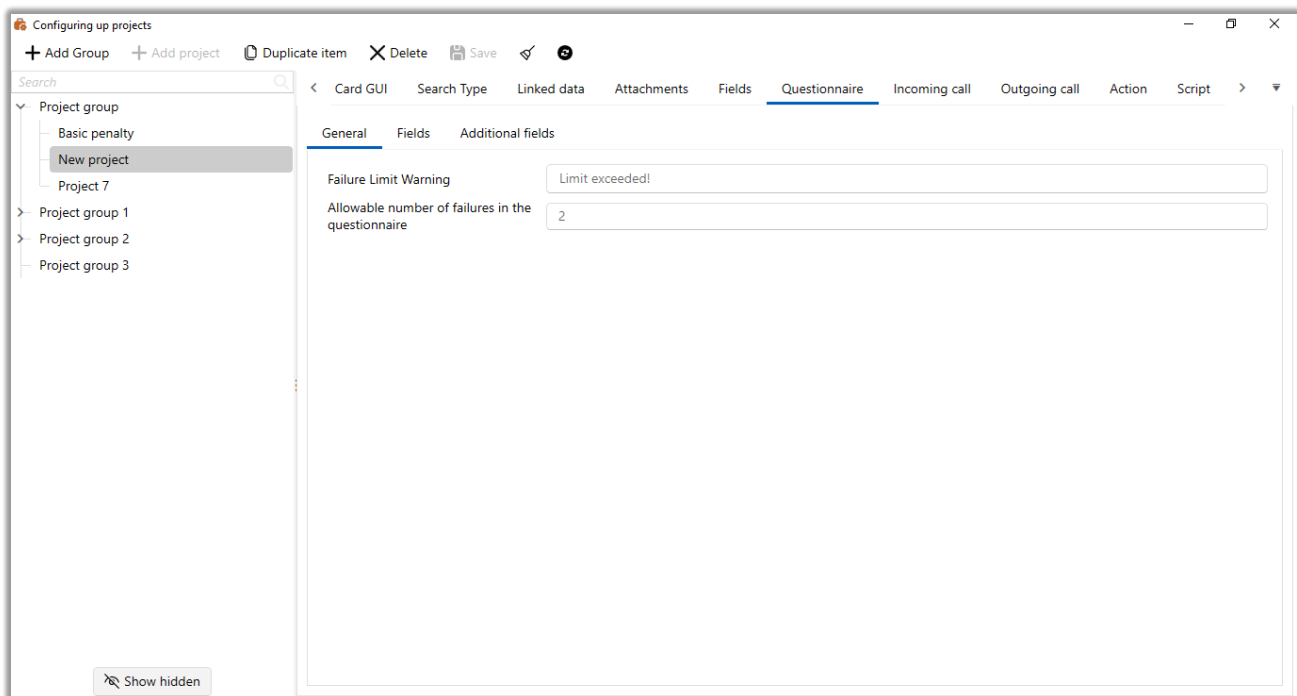 Configuring up projects
Add Group Add project Duplicate item Delete Save
Search
Project group
Basic penalty
New project
Project 7
Project group 1
Project group 2
Project group 3
Show hidden
Card GUI Search Type Linked data Attachments Fields Questionnaire Incoming call Outgoing call Action Script
General Fields Additional fields
Failure Limit Warning Limit exceeded!
Allowable number of failures in the
questionnaire 2